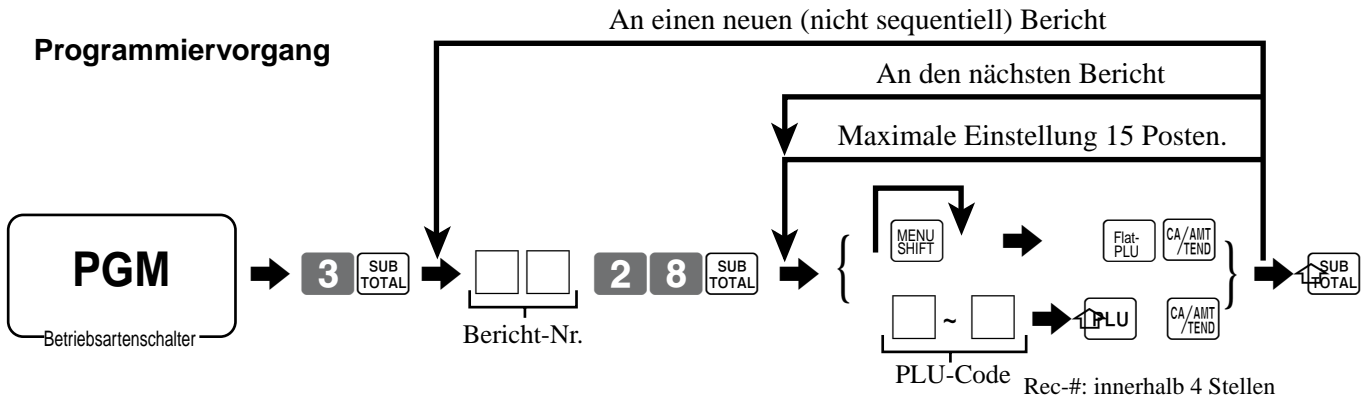 An einen neuen (nicht sequentiell) Bericht
Programmiervorgang
An den nächsten Bericht
Maximale Einstellung 15 Posten.
PGM
Betriebsartenschalter
3 SUB TOTAL
Bericht-Nr.
2 8 SUB TOTAL
MENU SHIFT
Flat-PLU CA/AMT/TEND
~ PLU CA/AMT/TEND
SUB TOTAL
PLU-Code
Rec-#: innerhalb 4 Stellen